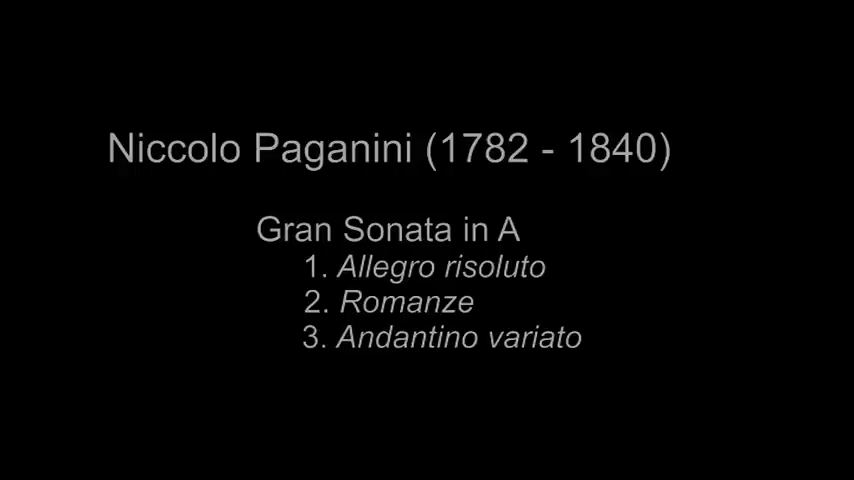 Niccolo Paganini (1782 - 1840)
Gran Sonata in A
1. Allegro risoluto
2. Romanze
3. Andantino variato